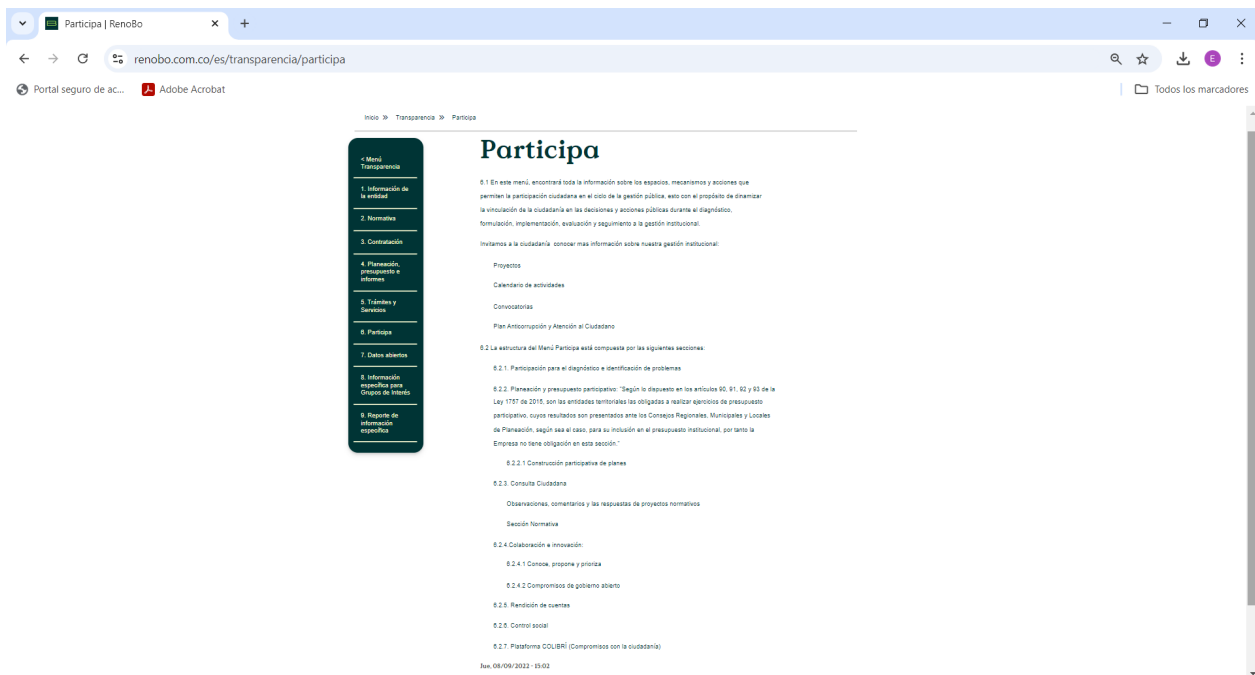 Participa | RenoBo
renobo.com.co/es/transparencia/participa
E
Portal seguro de ac...
Adobe Acrobat
Todos los marcadores
Inicio » Transparencia » Participa
< Menú
Transparencia
1. Información de
la entidad
2. Normativa
3. Contratación
4. Planeación,
presupuesto e
informes
5. Trámites y
Servicios
6. Participa
7. Datos abiertos
8. Información
específica para
Grupos de Interés
9. Reporte de
información
específica
Participa
6.1 En este menú, encontrará toda la información sobre los espacios, mecanismos y acciones que
permiten la participación ciudadana en el ciclo de la gestión pública, esto con el propósito de dinamizar
la vinculación de la ciudadanía en las decisiones y acciones públicas durante el diagnóstico,
formulación, implementación, evaluación y seguimiento a la gestión institucional.
Invitamos a la ciudadanía conocer mas información sobre nuestra gestión institucional:
Proyectos
Calendario de actividades
Convocatorias
Plan Anticorrupción y Atención al Ciudadano
6.2 La estructura del Menú Participa está compuesta por las siguientes secciones:
6.2.1. Participación para el diagnóstico e identificación de problemas
6.2.2. Planeación y presupuesto participativo: “Según lo dispuesto en los artículos 90, 91, 92 y 93 de la
Ley 1757 de 2015, son las entidades territoriales las obligadas a realizar ejercicios de presupuesto
participativo, cuyos resultados son presentados ante los Consejos Regionales, Municipales y Locales
de Planeación, según sea el caso, para su inclusión en el presupuesto institucional, por tanto la
Empresa no tiene obligación en esta sección.”
6.2.2.1 Construcción participativa de planes
6.2.3. Consulta Ciudadana
Observaciones, comentarios y las respuestas de proyectos normativos
Sección Normativa
6.2.4 Colaboración e innovación:
6.2.4.1 Conoce, propone y prioriza
6.2.4.2 Compromisos de gobierno abierto
6.2.5. Rendición de cuentas
6.2.6. Control social
6.2.7. Plataforma COLIBRÍ (Compromisos con la ciudadanía)
Jue, 08/09/2022 - 15:02